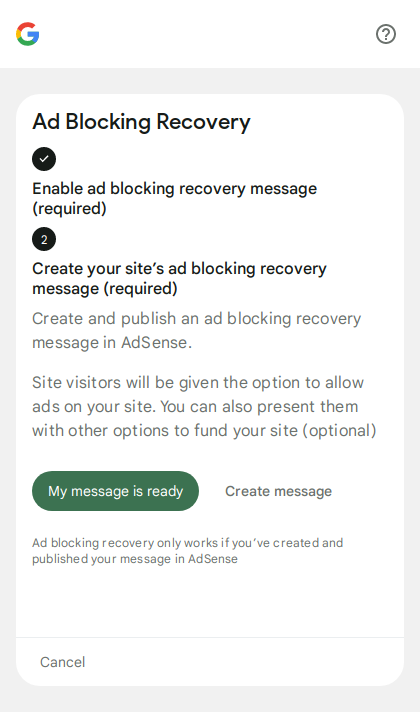 Ad Blocking Recovery
Enable ad blocking recovery message
(required)
2
Create your site's ad blocking recovery
message (required)
Create and publish an ad blocking recovery
message in AdSense.
Site visitors will be given the option to allow
ads on your site. You can also present them
with other options to fund your site (optional)
My message is ready
Create message
Ad blocking recovery only works if you've created and
published your message in AdSense
Cancel